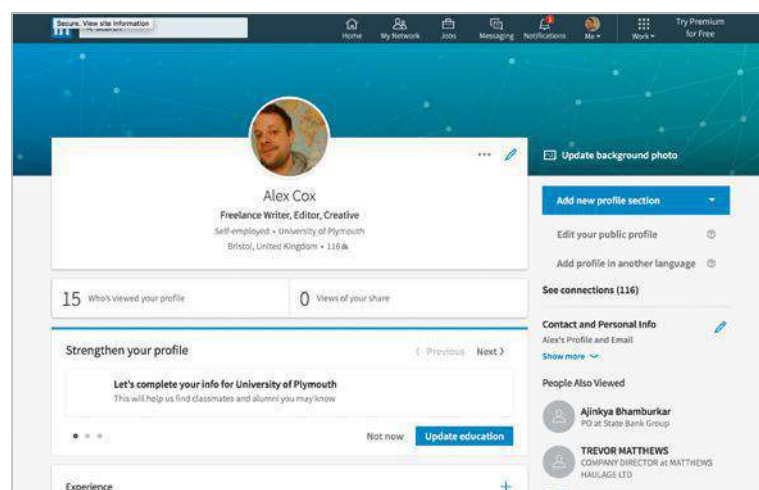 Secure. View site information
Search
Home
My Network
Jobs
Messaging
1
Notifications
Me
Work
Try Premium
for Free
Update background photo
Alex Cox
Freelance Writer, Editor, Creative
Self-employed • University of Plymouth
Bristol, United Kingdom • 116
Add new profile section
Edit your public profile
Add profile in another language
See connections (116)
15 Who's viewed your profile
0 Views of your share
Contact and Personal Info
Alex's Profile and Email
Show more
Strengthen your profile
Previous Next
Let's complete your info for University of Plymouth
This will help us find classmates and alumni you may know
Not now
Update education
People Also Viewed
Ajinkya Bhamburkar
PO at State Bank Group
TREVOR MATTHEWS
COMPANY DIRECTOR at MATTHEWS
HAULAGE LTD
Experience